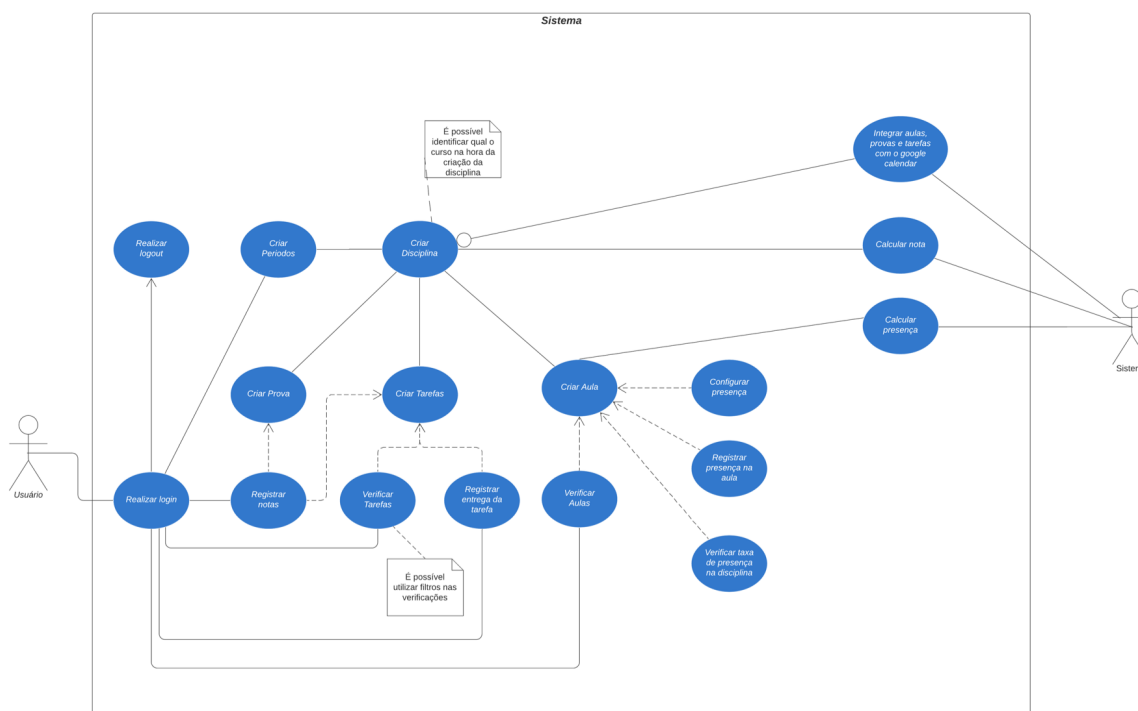 Sistema
É possível
identificar qual o
curso na hora da
criação da
disciplina
Integrar aulas,
provas e tarefas
com o google
calendar
Realizar
logout
Criar
Periodos
Criar
Disciplina
Calcular nota
Calcular
presença
Criar Prova
Criar Tarefas
Criar Aula
Configurar
presença
Registrar
presença na
aula
Usuário
Realizar login
Registrar
notas
Verificar
Tarefas
Registrar
entrega da
tarefa
Verificar
Aulas
Verificar taxa
de presença
na disciplina
É possível
utilizar filtros nas
verificações